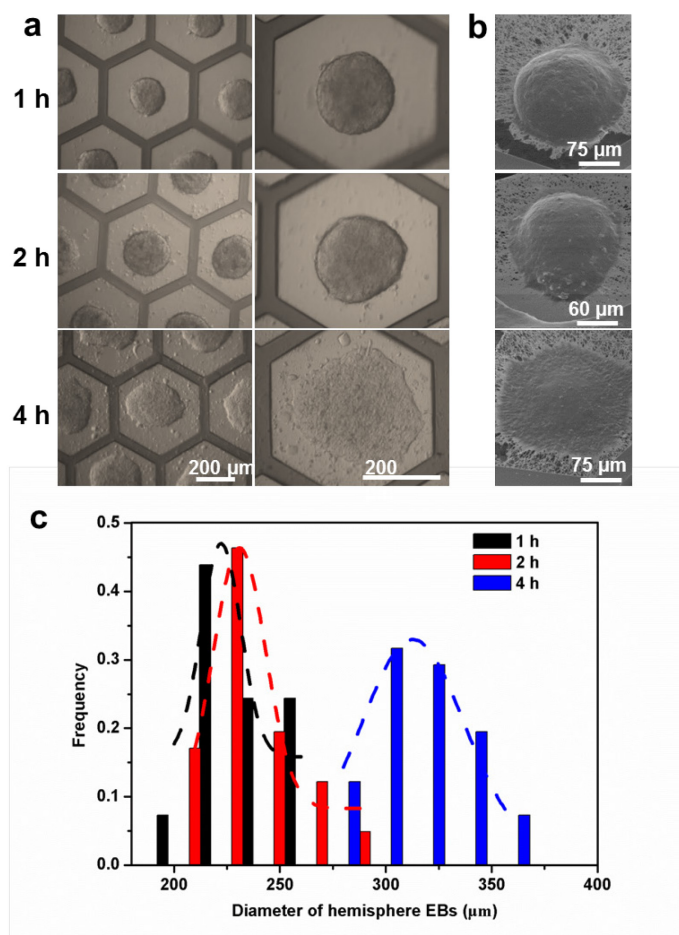 a
b
1 h
75 µm
2 h
60 µm
4 h
200 µm
200
75 µm
c
0.5
0.4
0.3
0.2
0.1
0.0
Frequency
1 h
2 h
4 h
200
250
300
350
400
Diameter of hemisphere EBs (µm)